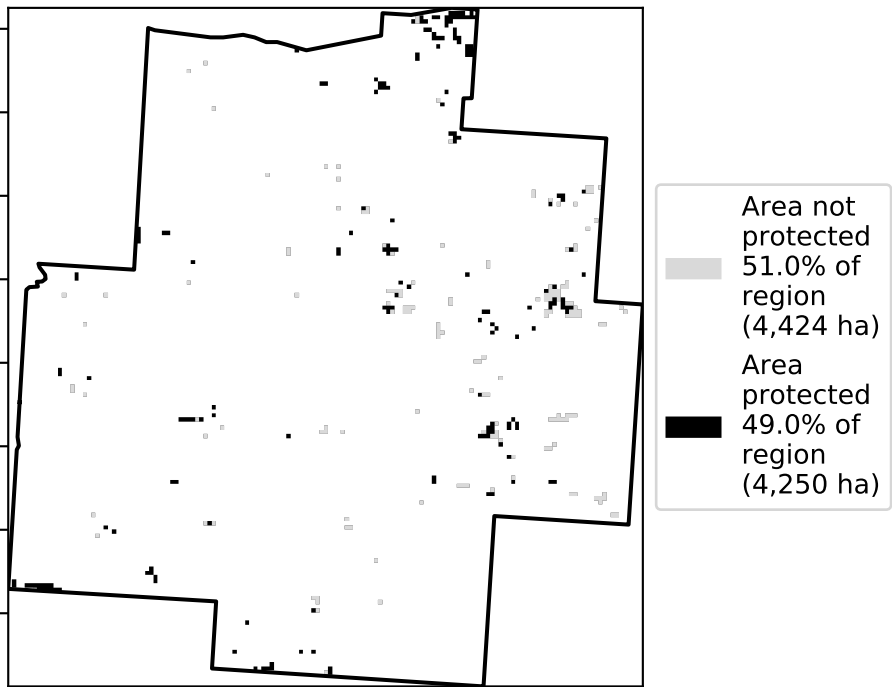 Area not
protected
51.0% of
region
(4,424 ha)
Area
protected
49.0% of
region
(4,250 ha)